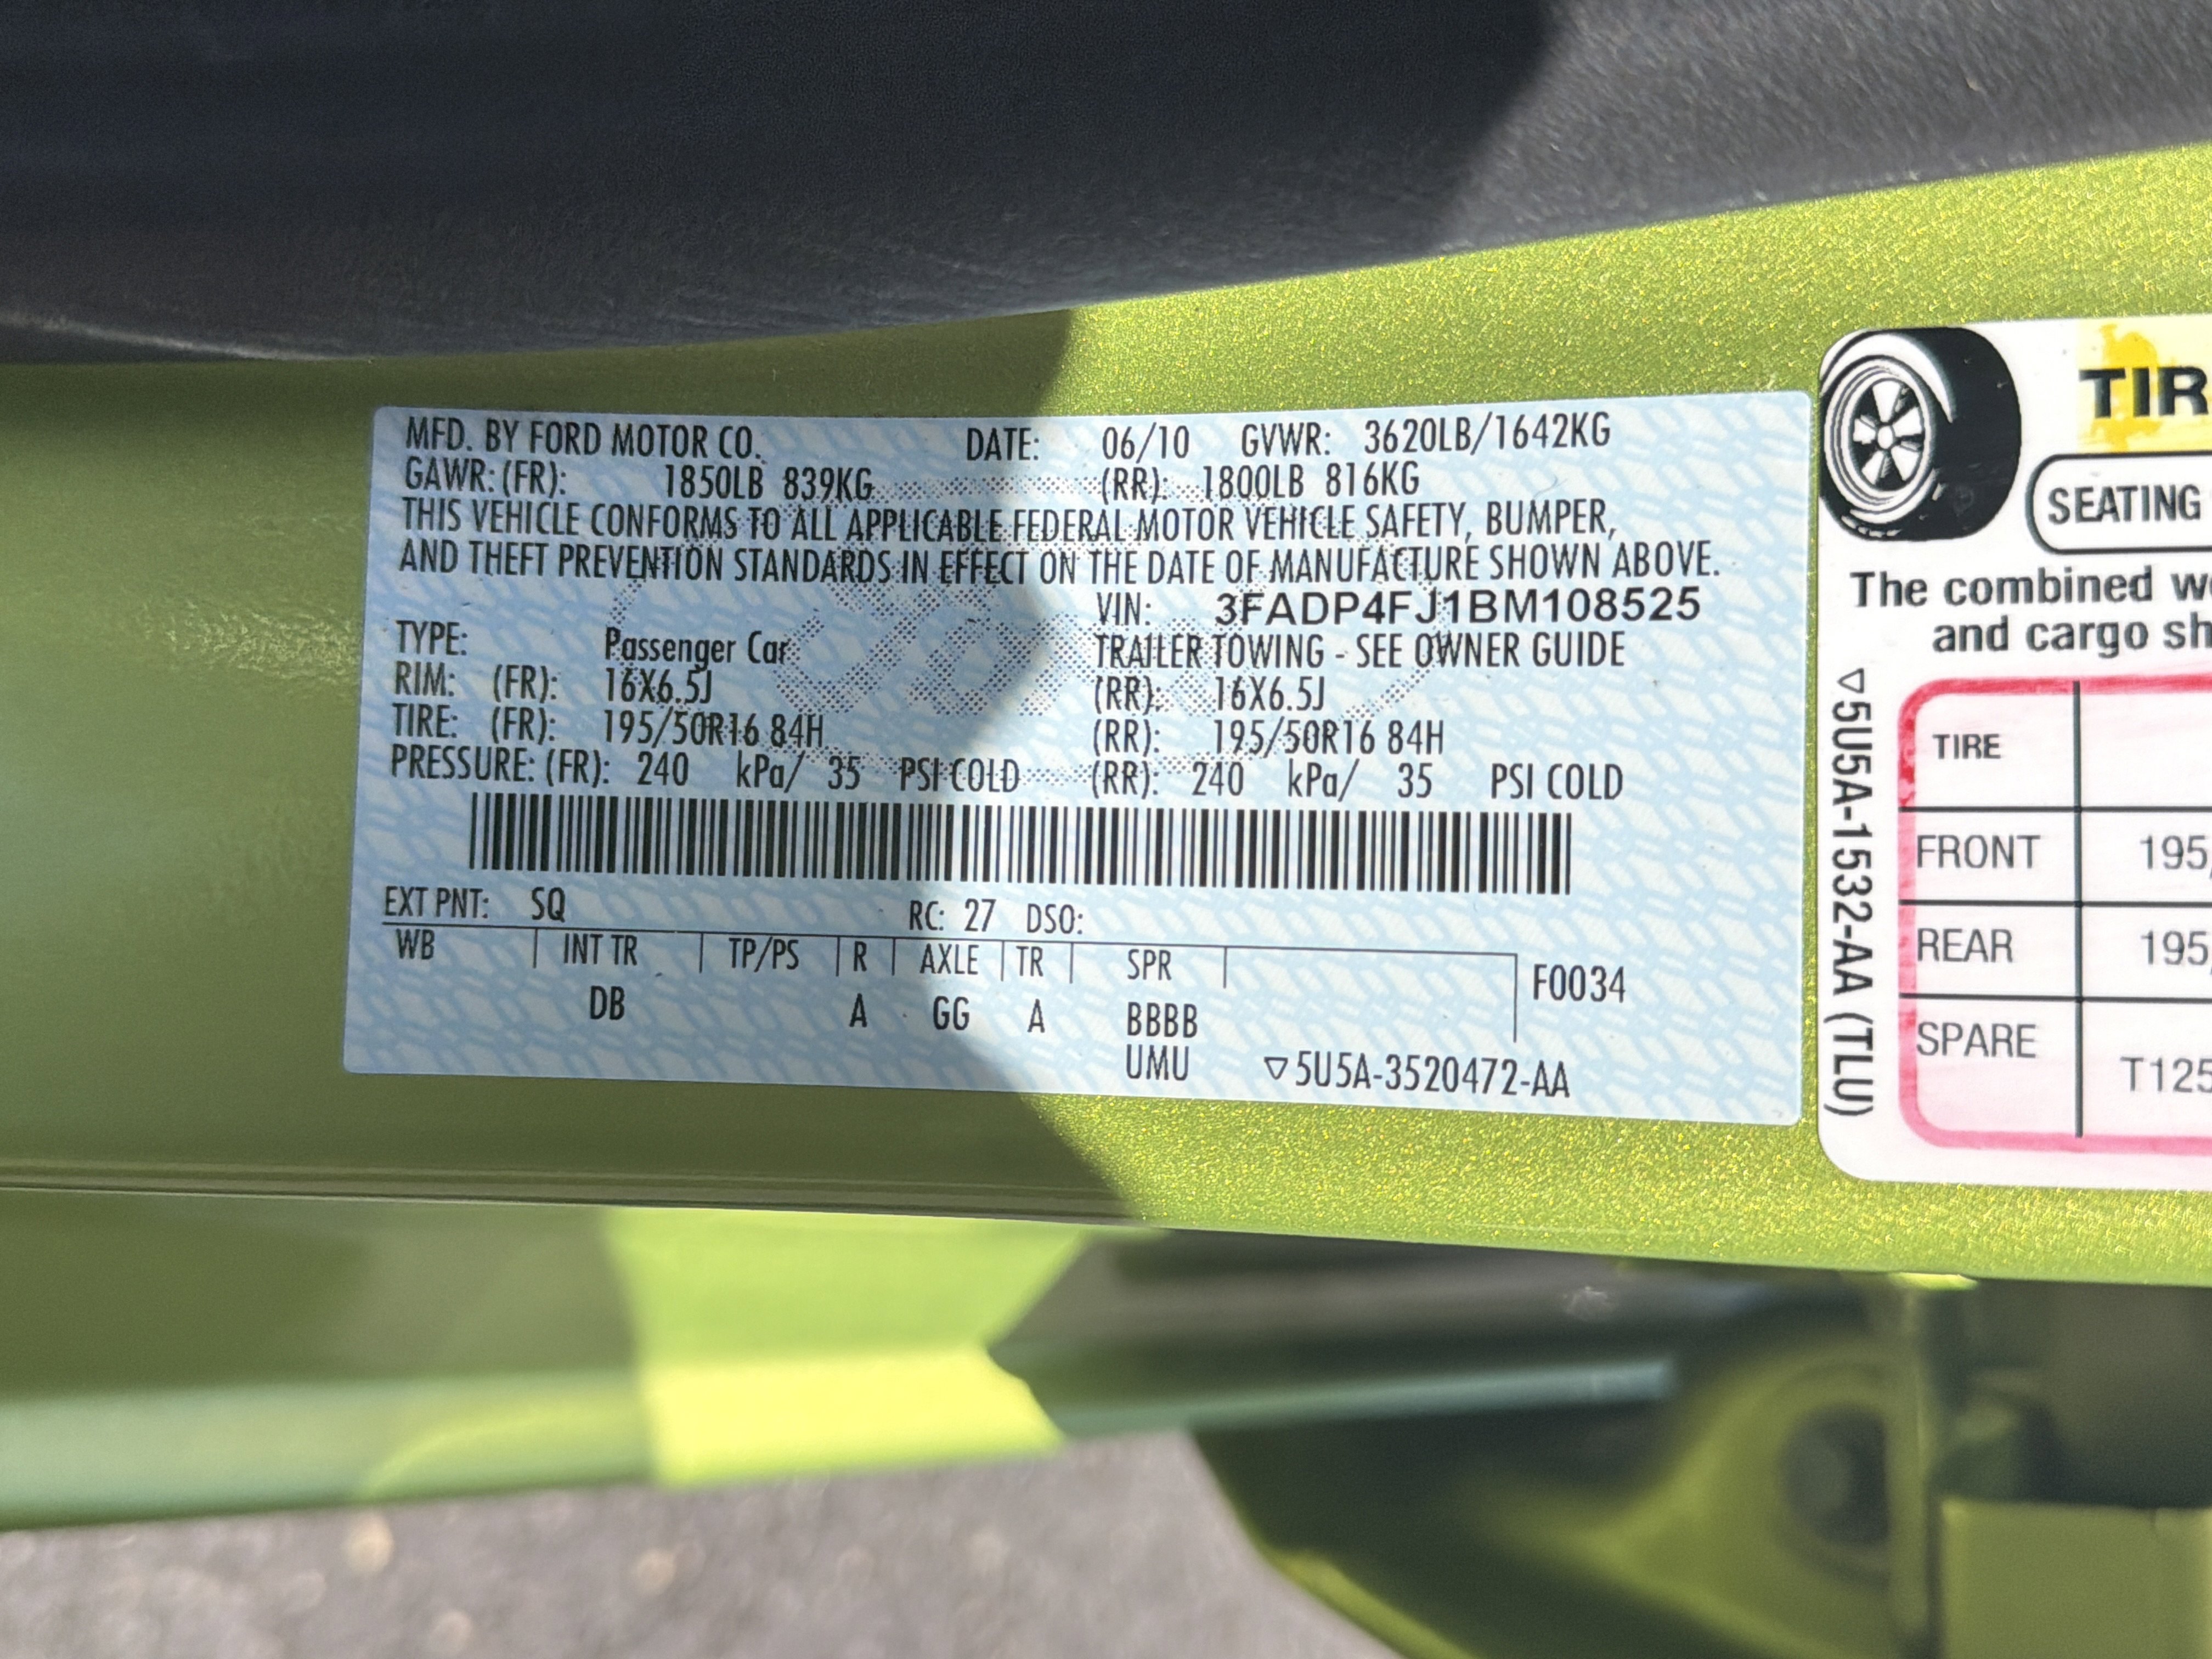 MFD. BY FORD MOTOR CO. DATE: 06/10 GVWR: 3620LB/1642KG
GAWR: (FR): 1850LB 839KG (RR): 1800LB 816KG
THIS VEHICLE CONFORMS TO ALL APPLICABLE FEDERAL MOTOR VEHICLE SAFETY, BUMPER,
AND THEFT PREVENTION STANDARDS IN EFFECT ON THE DATE OF MANUFACTURE SHOWN ABOVE.
VIN: 3FADP4FJ1BM108525
TYPE: Passenger Car TRAILER TOWING - SEE OWNER GUIDE
RIM: (FR): 16X6.5J (RR): 16X6.5J
TIRE: (FR): 195/50R16 84H (RR): 195/50R16 84H
PRESSURE: (FR): 240 kPa/ 35 PSI COLD (RR): 240 kPa/ 35 PSI COLD
EXT PNT: SQ RC: 27 DSO:
WB INT TR TP/PS R AXLE TR SPR
F0034
DB A GG A BBBB
UMU ▽5U5A-3520472-AA
TIR
SEATING
The combined we
and cargo sh
▽5U5A-1532-AA (TLU)
TIRE
FRONT 195/
REAR 195/
SPARE T125